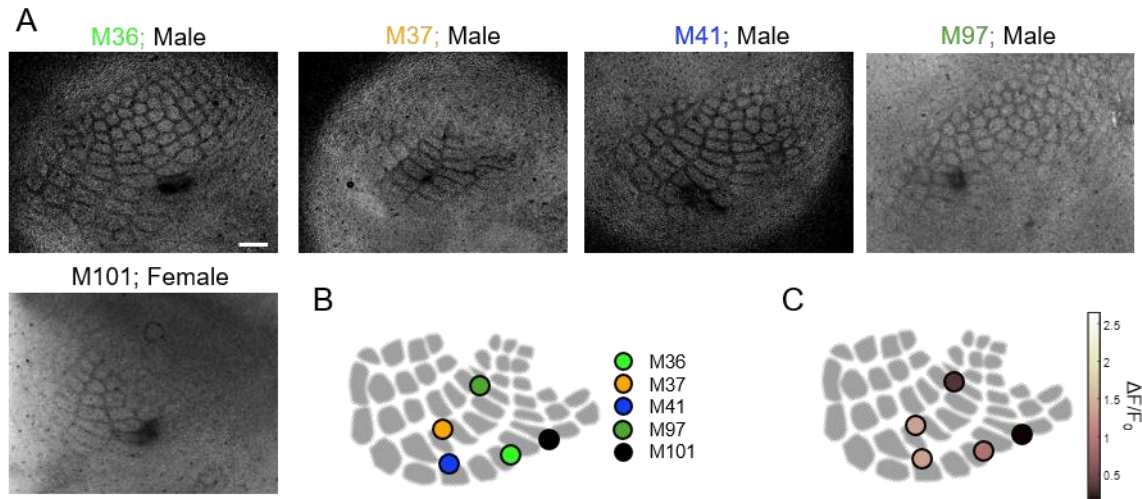 A
M36; Male
M37; Male
M41; Male
M97; Male
M101; Female
B
M36
M37
M41
M97
M101
C
2.5
2
1.5
1
0.5
ΔF/F₀